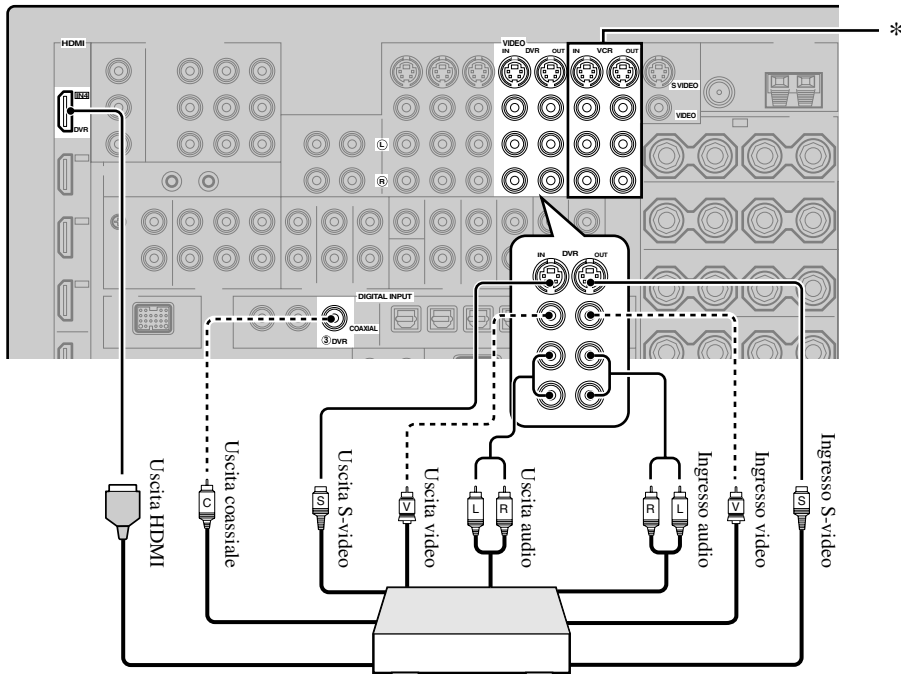 *
HDMI
VIDEO
IN DVR OUT
IN VCR OUT
IN4
DVR
S VIDEO
VIDEO
L
R
IN DVR OUT
DIGITAL INPUT
COAXIAL
③ DVR
Uscita HDMI
C
Uscita coassiale
S
Uscita S-video
V
Uscita video
L
R
Uscita audio
R
L
Ingresso audio
V
Ingresso video
S
Ingresso S-video